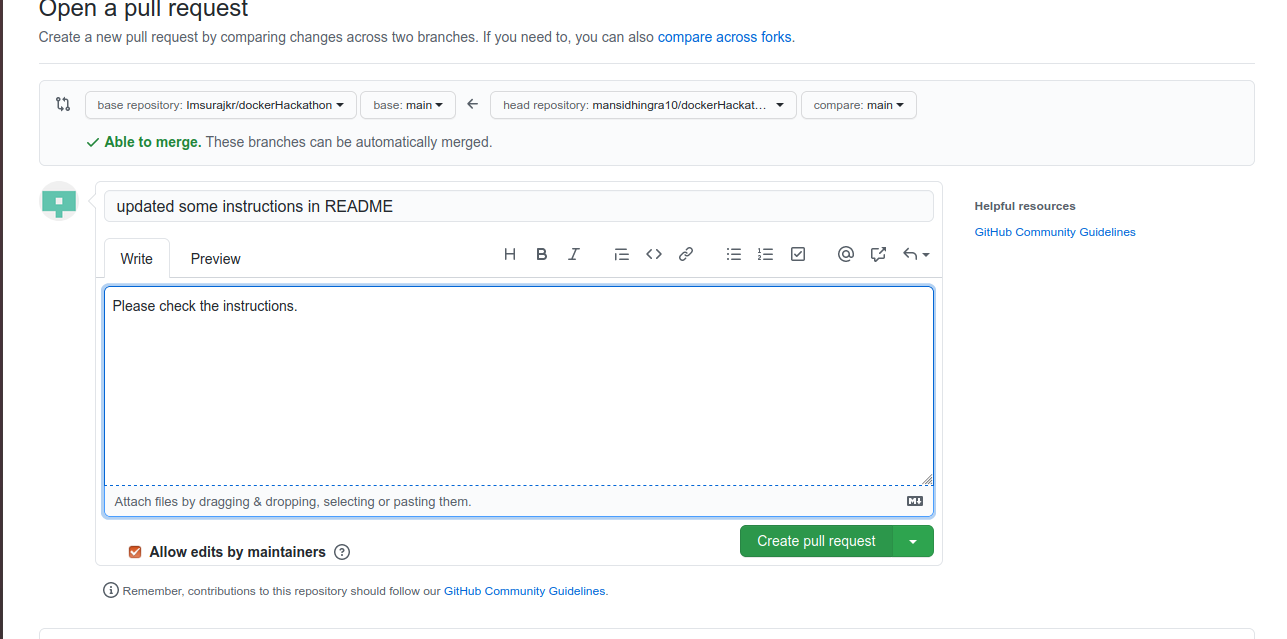 Open a pull request
Create a new pull request by comparing changes across two branches. If you need to, you can also compare across forks.
base repository: Imsurajkr/dockerHackathon base: main head repository: mansidhingra10/dockerHackat... compare: main
Able to merge. These branches can be automatically merged.
updated some instructions in README
Helpful resources
GitHub Community Guidelines
Write Preview
Please check the instructions.
Attach files by dragging & dropping, selecting or pasting them.
Allow edits by maintainers
Create pull request
Remember, contributions to this repository should follow our GitHub Community Guidelines.